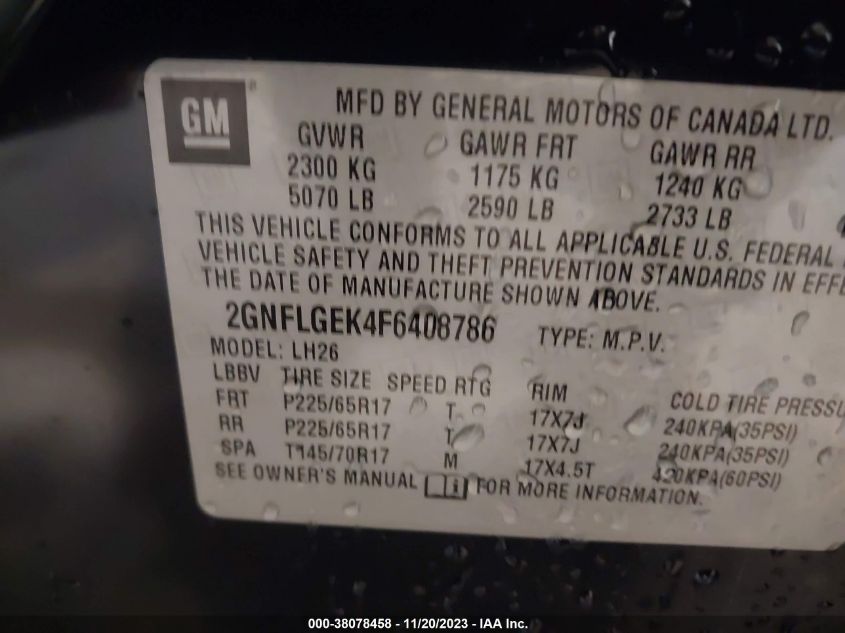 GM
MFD BY GENERAL MOTORS OF CANADA LTD.
GVWR GAWR FRT GAWR RR
2300 KG 1175 KG 1240 KG
5070 LB 2590 LB 2733 LB
THIS VEHICLE CONFORMS TO ALL APPLICABLE U.S. FEDERAL
VEHICLE SAFETY AND THEFT PREVENTION STANDARDS IN EFFE
THE DATE OF MANUFACTURE SHOWN ABOVE.
2GNFLGEK4F6408786 TYPE: M.P.V.
MODEL: LH26
LBBV TIRE SIZE SPEED RTG RIM COLD TIRE PRESSU
FRT P225/65R17 T 17X7J 240KPA(35PSI)
RR P225/65R17 T 17X7J 240KPA(35PSI)
SPA T145/70R17 M 17X4.5T 420KPA(60PSI)
SEE OWNER'S MANUAL FOR MORE INFORMATION.
000-38078458 - 11/20/2023 - IAA Inc.